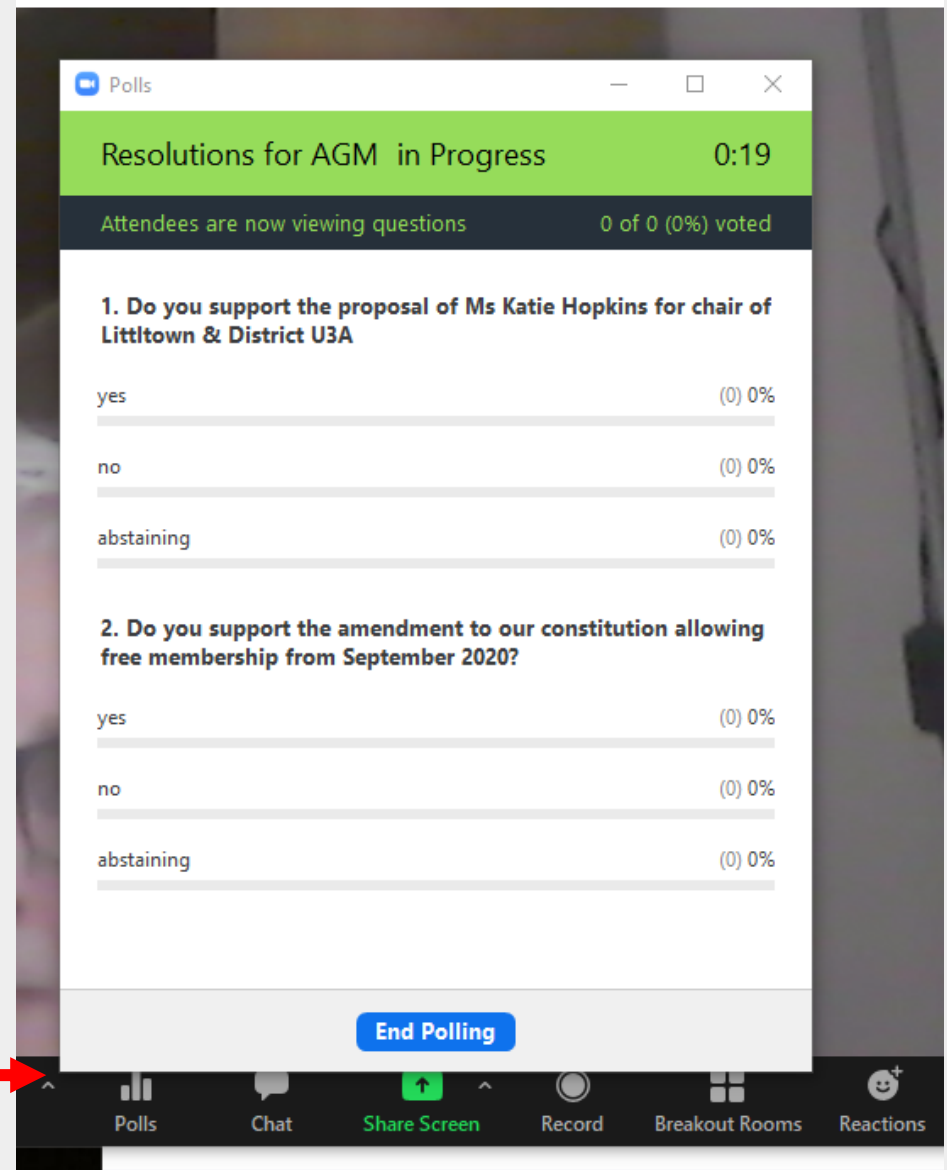 Polls
Resolutions for AGM in Progress 0:19
Attendees are now viewing questions 0 of 0 (0%) voted
1. Do you support the proposal of Ms Katie Hopkins for chair of
Littltown & District U3A
yes (0) 0%
no (0) 0%
abstaining (0) 0%
2. Do you support the amendment to our constitution allowing
free membership from September 2020?
yes (0) 0%
no (0) 0%
abstaining (0) 0%
End Polling
Polls Chat Share Screen Record Breakout Rooms Reactions